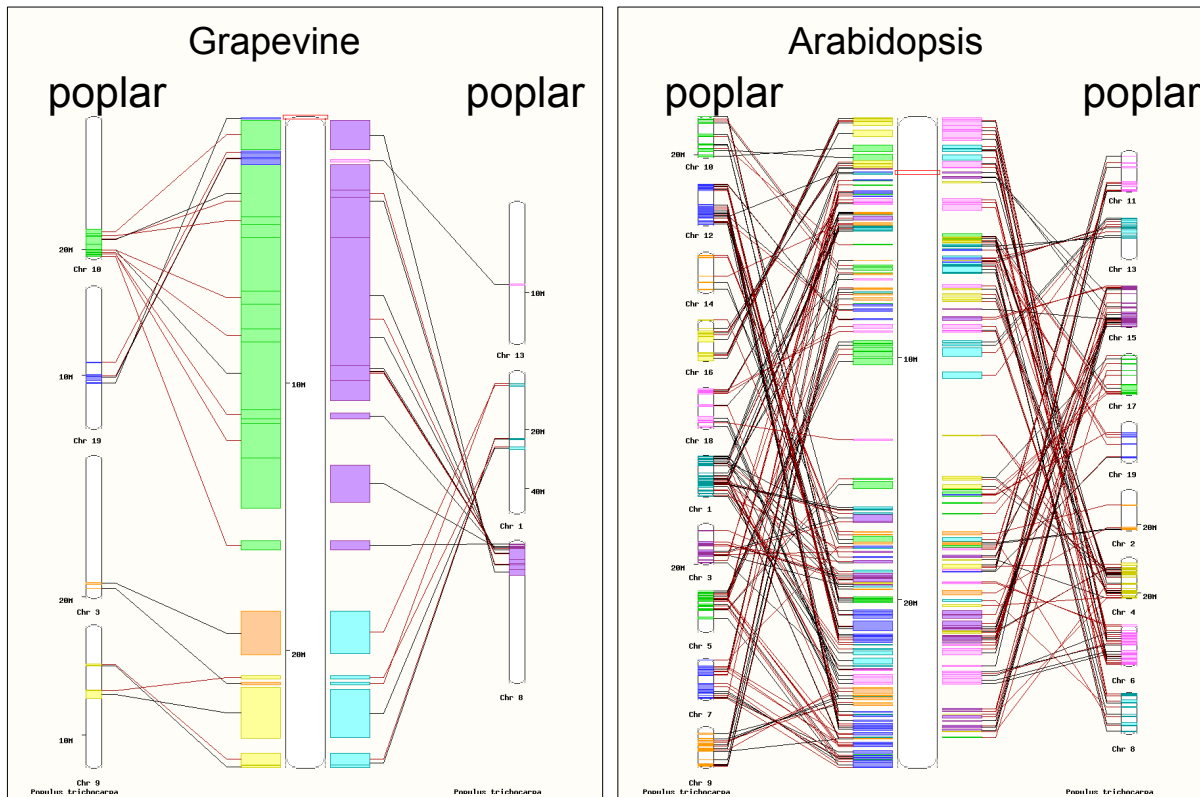 Grapevine
poplar
poplar
20M
Chr 10
10M
Chr 19
20M
Chr 3
10M
Chr 9
Populus trichocarpa
10M
20M
10M
Chr 13
20M
40M
Chr 1
Chr 8
Populus trichocarpa
Arabidopsis
poplar
poplar
20M
Chr 10
Chr 12
Chr 14
Chr 16
Chr 18
Chr 1
20M
Chr 3
Chr 5
Chr 7
Chr 9
Populus trichocarpa
10M
20M
Chr 11
Chr 13
Chr 15
Chr 17
Chr 19
Chr 2
20M
Chr 4
20M
Chr 6
Chr 8
Populus trichocarpa